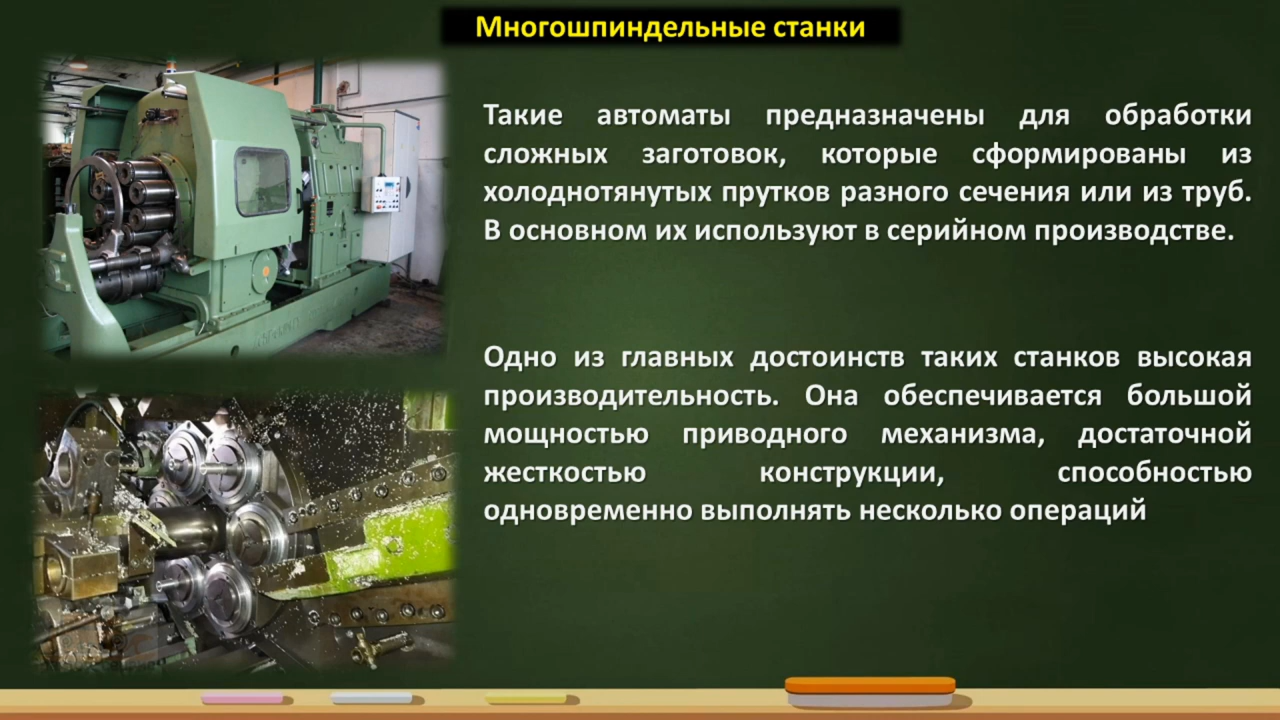 Многошпиндельные станки
Такие автоматы предназначены для обработки
сложных заготовок, которые сформированы из
холоднотянутых прутков разного сечения или из труб.
В основном их используют в серийном производстве.
Одно из главных достоинств таких станков высокая
производительность. Она обеспечивается большой
мощностью приводного механизма, достаточной
жесткостью конструкции, способностью
одновременно выполнять несколько операций